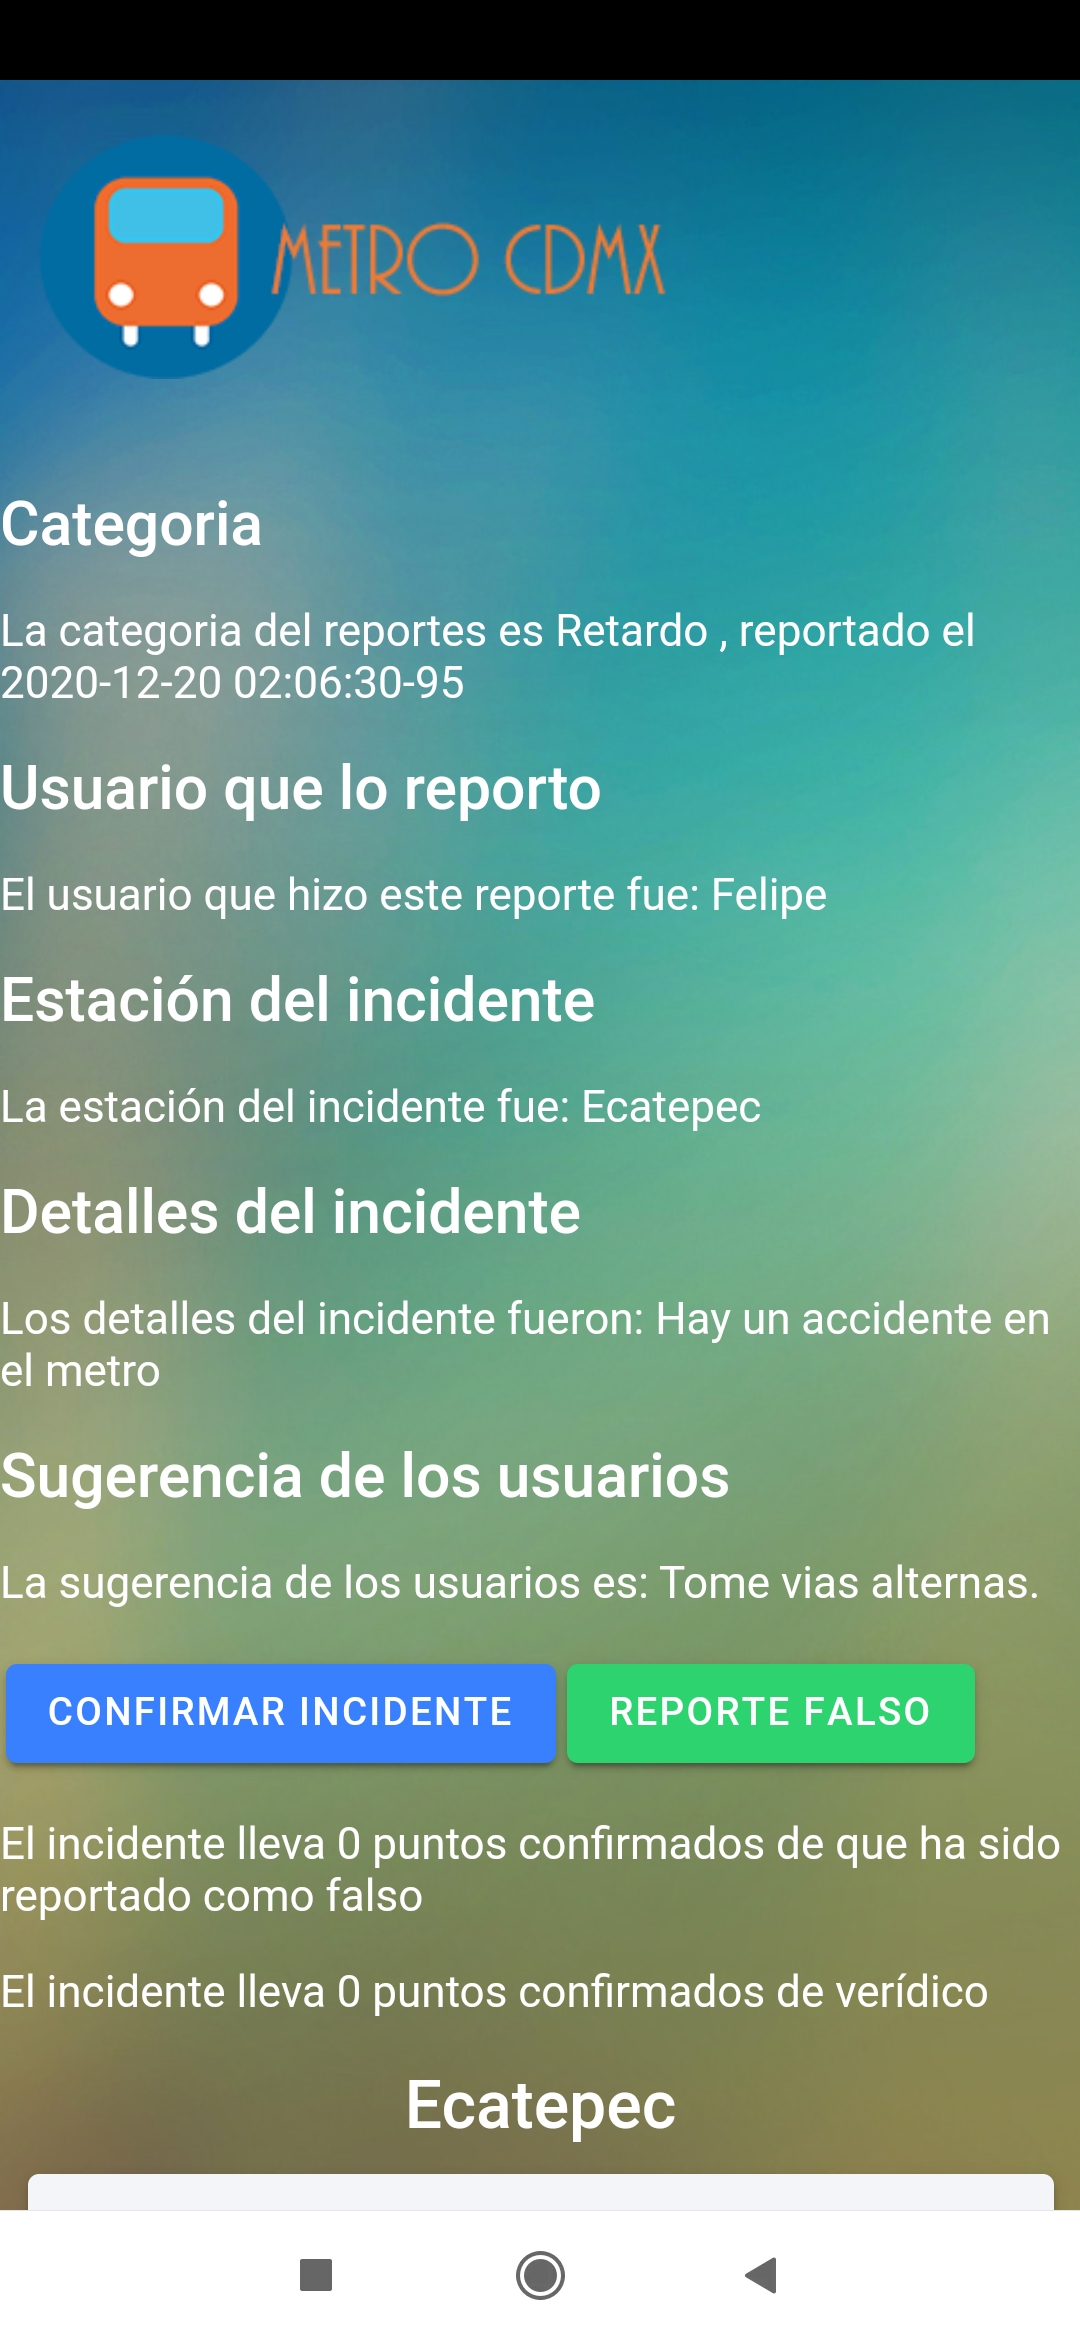 METRO CDMX
Categoria
La categoria del reportes es Retardo , reportado el
2020-12-20 02:06:30-95
Usuario que lo reporto
El usuario que hizo este reporte fue: Felipe
Estación del incidente
La estación del incidente fue: Ecatepec
Detalles del incidente
Los detalles del incidente fueron: Hay un accidente en
el metro
Sugerencia de los usuarios
La sugerencia de los usuarios es: Tome vias alternas.
CONFIRMAR INCIDENTE REPORTE FALSO
El incidente lleva 0 puntos confirmados de que ha sido
reportado como falso
El incidente lleva 0 puntos confirmados de verídico
Ecatepec